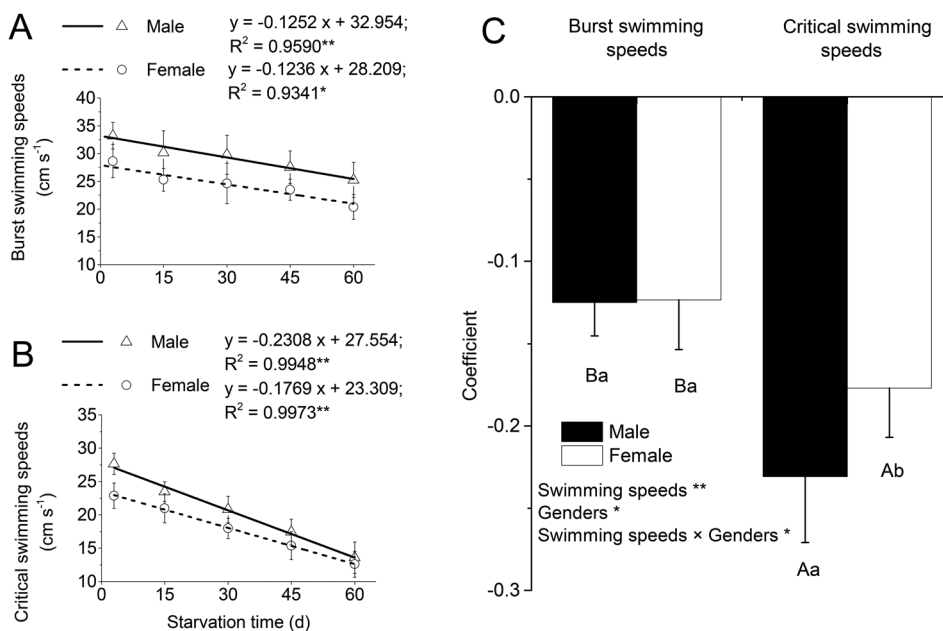 A
Male
y = -0.1252 x + 32.954;
R² = 0.9590**
Female
y = -0.1236 x + 28.209;
R² = 0.9341*
Burst swimming speeds
(cm s⁻¹)
40
35
30
25
20
15
10
0 15 30 45 60
B
Male
y = -0.2308 x + 27.554;
R² = 0.9948**
Female
y = -0.1769 x + 23.309;
R² = 0.9973**
Critical swimming speeds
(cm s⁻¹)
35
30
25
20
15
10
0 15 30 45 60
Starvation time (d)
C
Burst swimming
speeds
Critical swimming
speeds
Coefficient
0.0
-0.1
-0.2
-0.3
Ba
Ba
Aa
Ab
Male
Female
Swimming speeds **
Genders *
Swimming speeds × Genders *